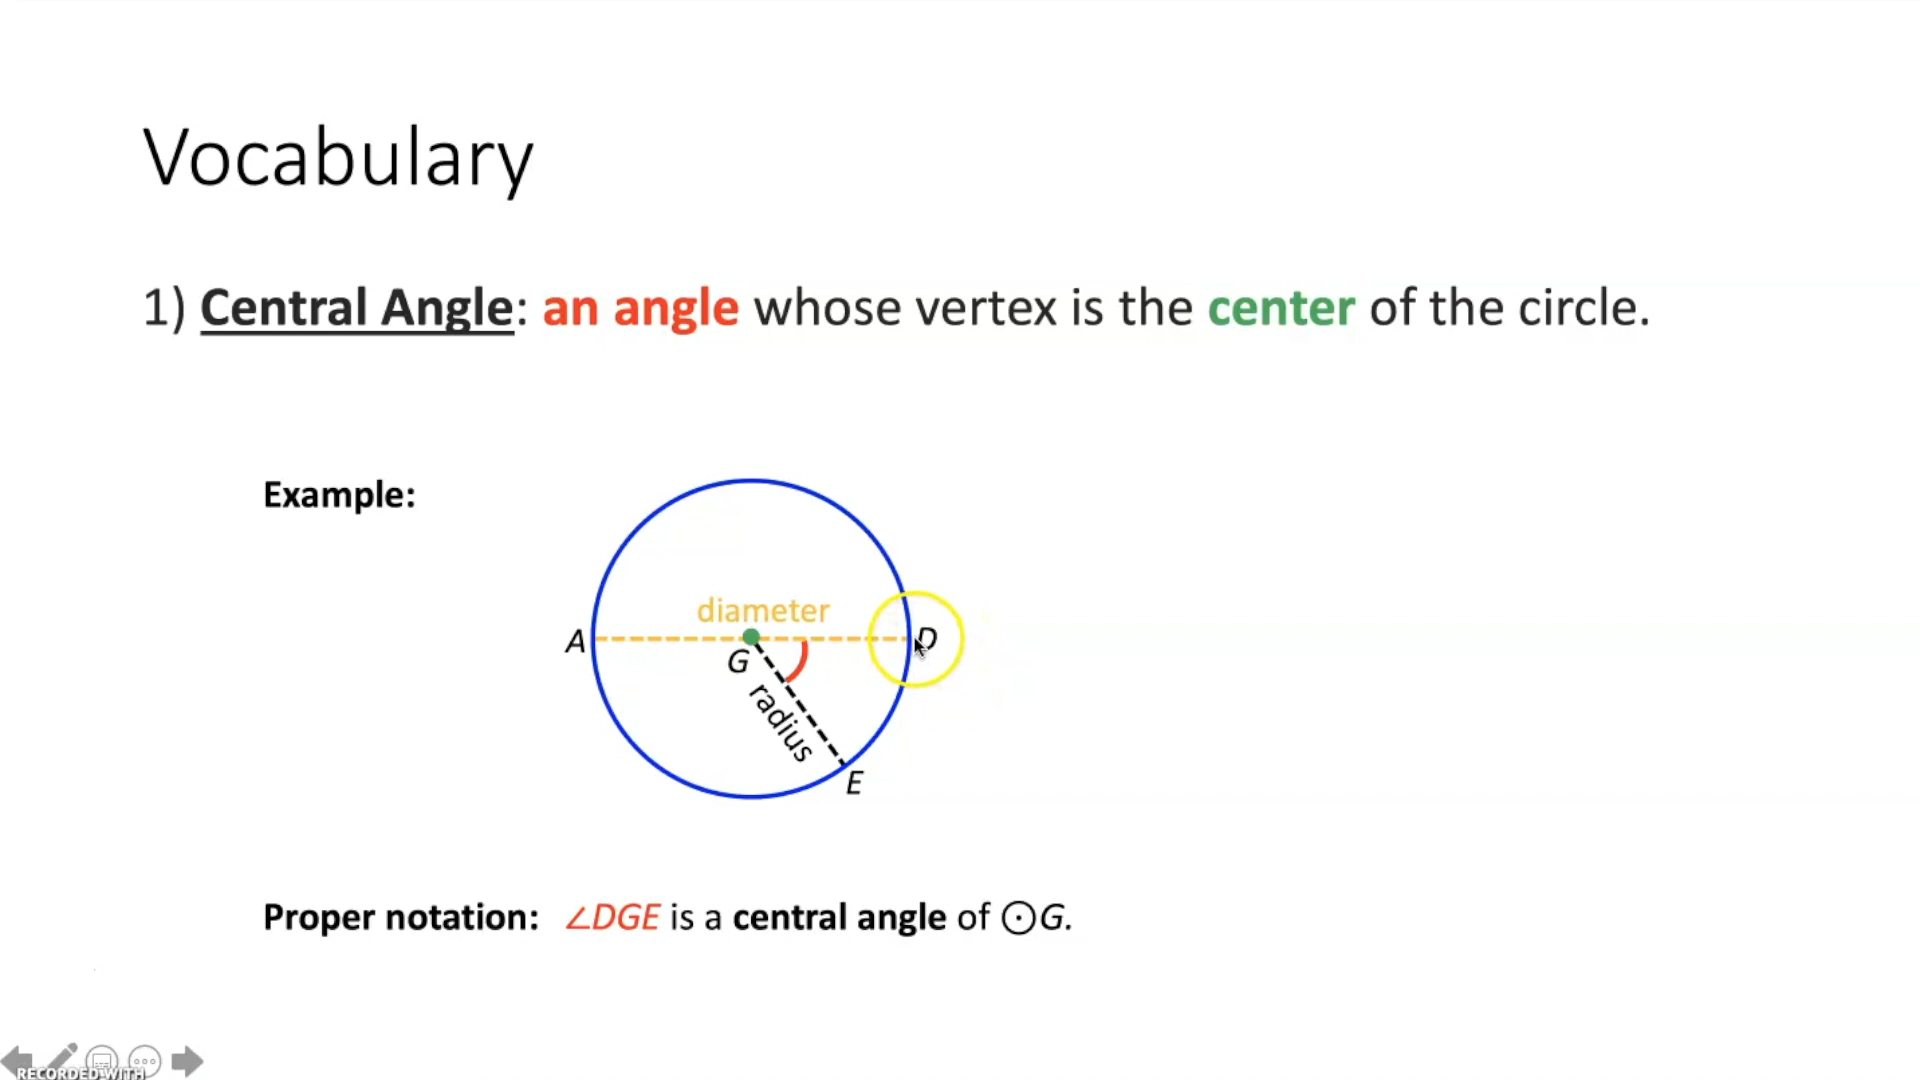 Vocabulary
1) Central Angle: an angle whose vertex is the center of the circle.
Example:
diameter
A
D
G
radius
E
Proper notation: ∠DGE is a central angle of ⊙G.
RECORDED WITH